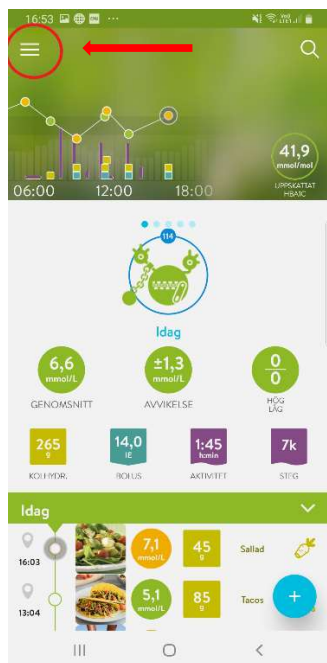 16:53
41,9
mmol/mol
06:00 12:00 18:00
UPPSKATTAT
HBA1C
114
Idag
6,6
mmol/L
±1,3
mmol/L
0
0
GENOMSNITT AVVIKELSE HÖG
LÅG
265
g
14,0
IE
1:45
h:min
7k
KOLHYDR. BOLUS AKTIVITET STEG
Idag
16:03
7,1
mmol/L
45
g
Sallad
13:04
5,1
mmol/L
85
g
Tacos
+